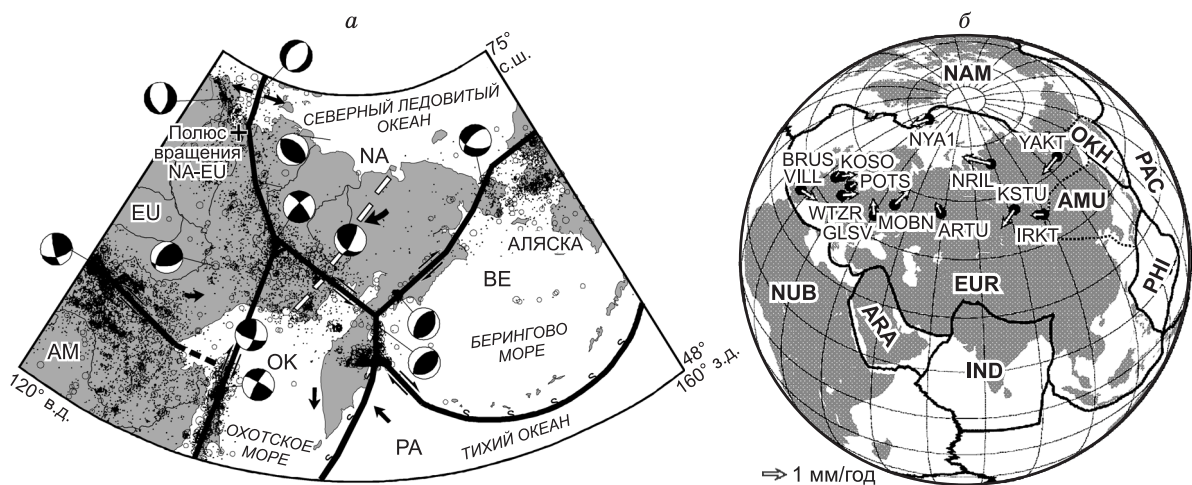 а
75°
с.ш.
СЕВЕРНЫЙ ЛЕДОВИТЫЙ
ОКЕАН
Полюс
вращения
NA-EU
NA
EU
АЛЯСКА
BE
БЕРИНГОВО
МОРЕ
AM
OK
120° в.д.
48°
160° з.д.
ОХОТСКОЕ
МОРЕ
PA
ТИХИЙ ОКЕАН
S
S
S
S
S
б
NAM
NYA1
YAKT
OKH
PAC
BRUS
KOSO
VILL
POTS
NRIL
KSTU
AMU
WTZR
MOBN
ARTU
IRKT
GLSV
PHI
NUB
EUR
ARA
IND
1 мм/год